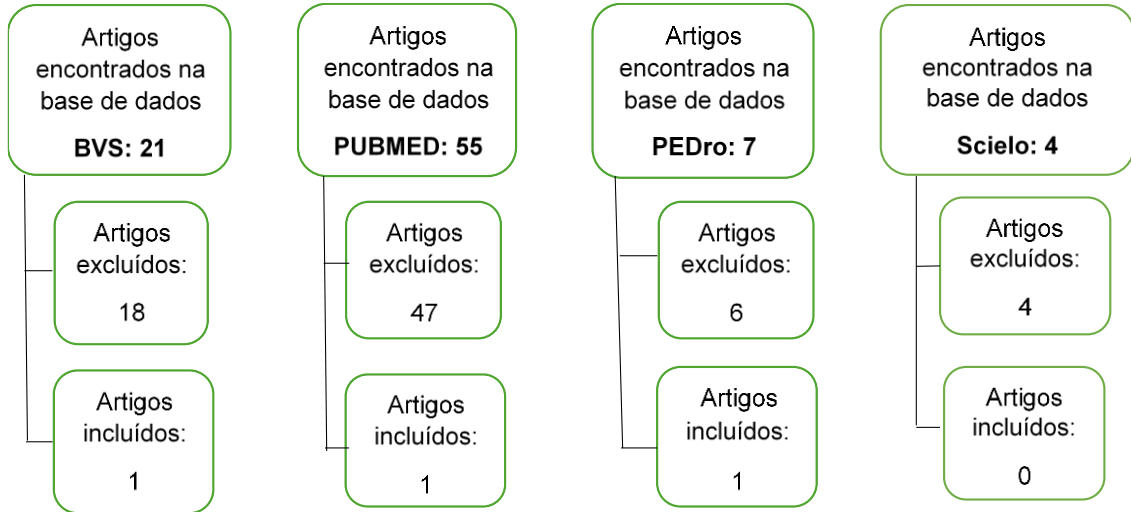 Artigos
encontrados na
base de dados
BVS: 21
Artigos
excluídos:
18
Artigos
incluídos:
1
Artigos
encontrados na
base de dados
PUBMED: 55
Artigos
excluídos:
47
Artigos
incluídos:
1
Artigos
encontrados na
base de dados
PEDro: 7
Artigos
excluídos:
6
Artigos
incluídos:
1
Artigos
encontrados na
base de dados
Scielo: 4
Artigos
excluídos:
4
Artigos
incluídos:
0